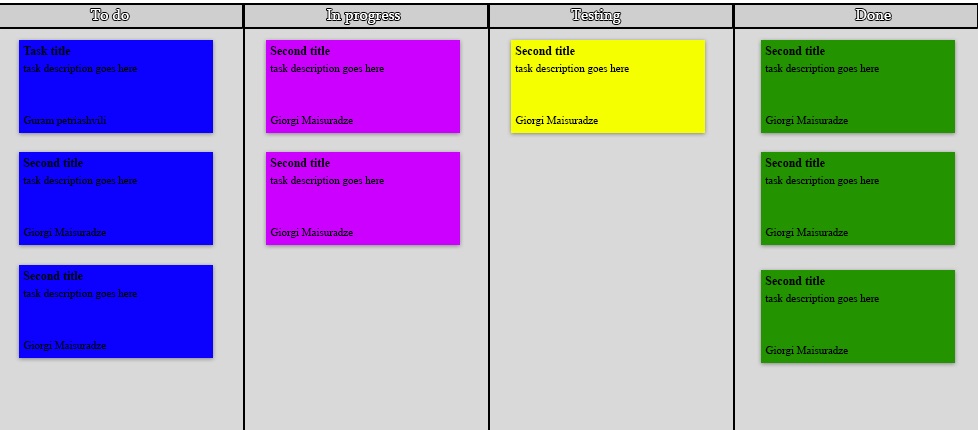 To do
In progress
Testing
Done
Task title
task description goes here
Guram petriashvili
Second title
task description goes here
Giorgi Maisuradze
Second title
task description goes here
Giorgi Maisuradze
Second title
task description goes here
Giorgi Maisuradze
Second title
task description goes here
Giorgi Maisuradze
Second title
task description goes here
Giorgi Maisuradze
Second title
task description goes here
Giorgi Maisuradze
Second title
task description goes here
Giorgi Maisuradze
Second title
task description goes here
Giorgi Maisuradze